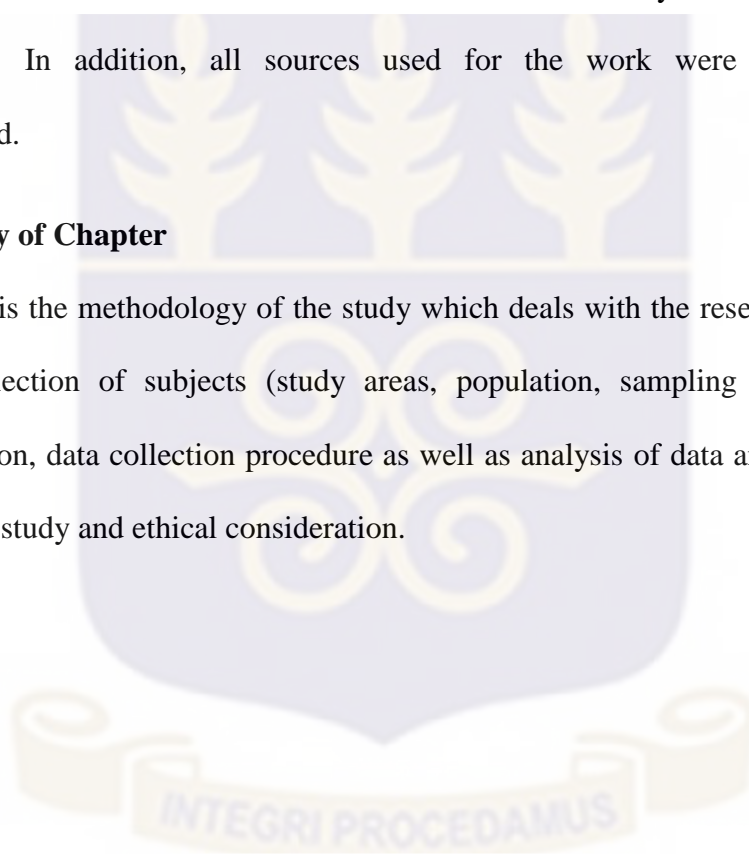 In addition, all sources used for the work were
d.
y of Chapter
is the methodology of the study which deals with the rese
lection of subjects (study areas, population, sampling
on, data collection procedure as well as analysis of data a
study and ethical consideration.
INTEGRI PROCEDAMUS